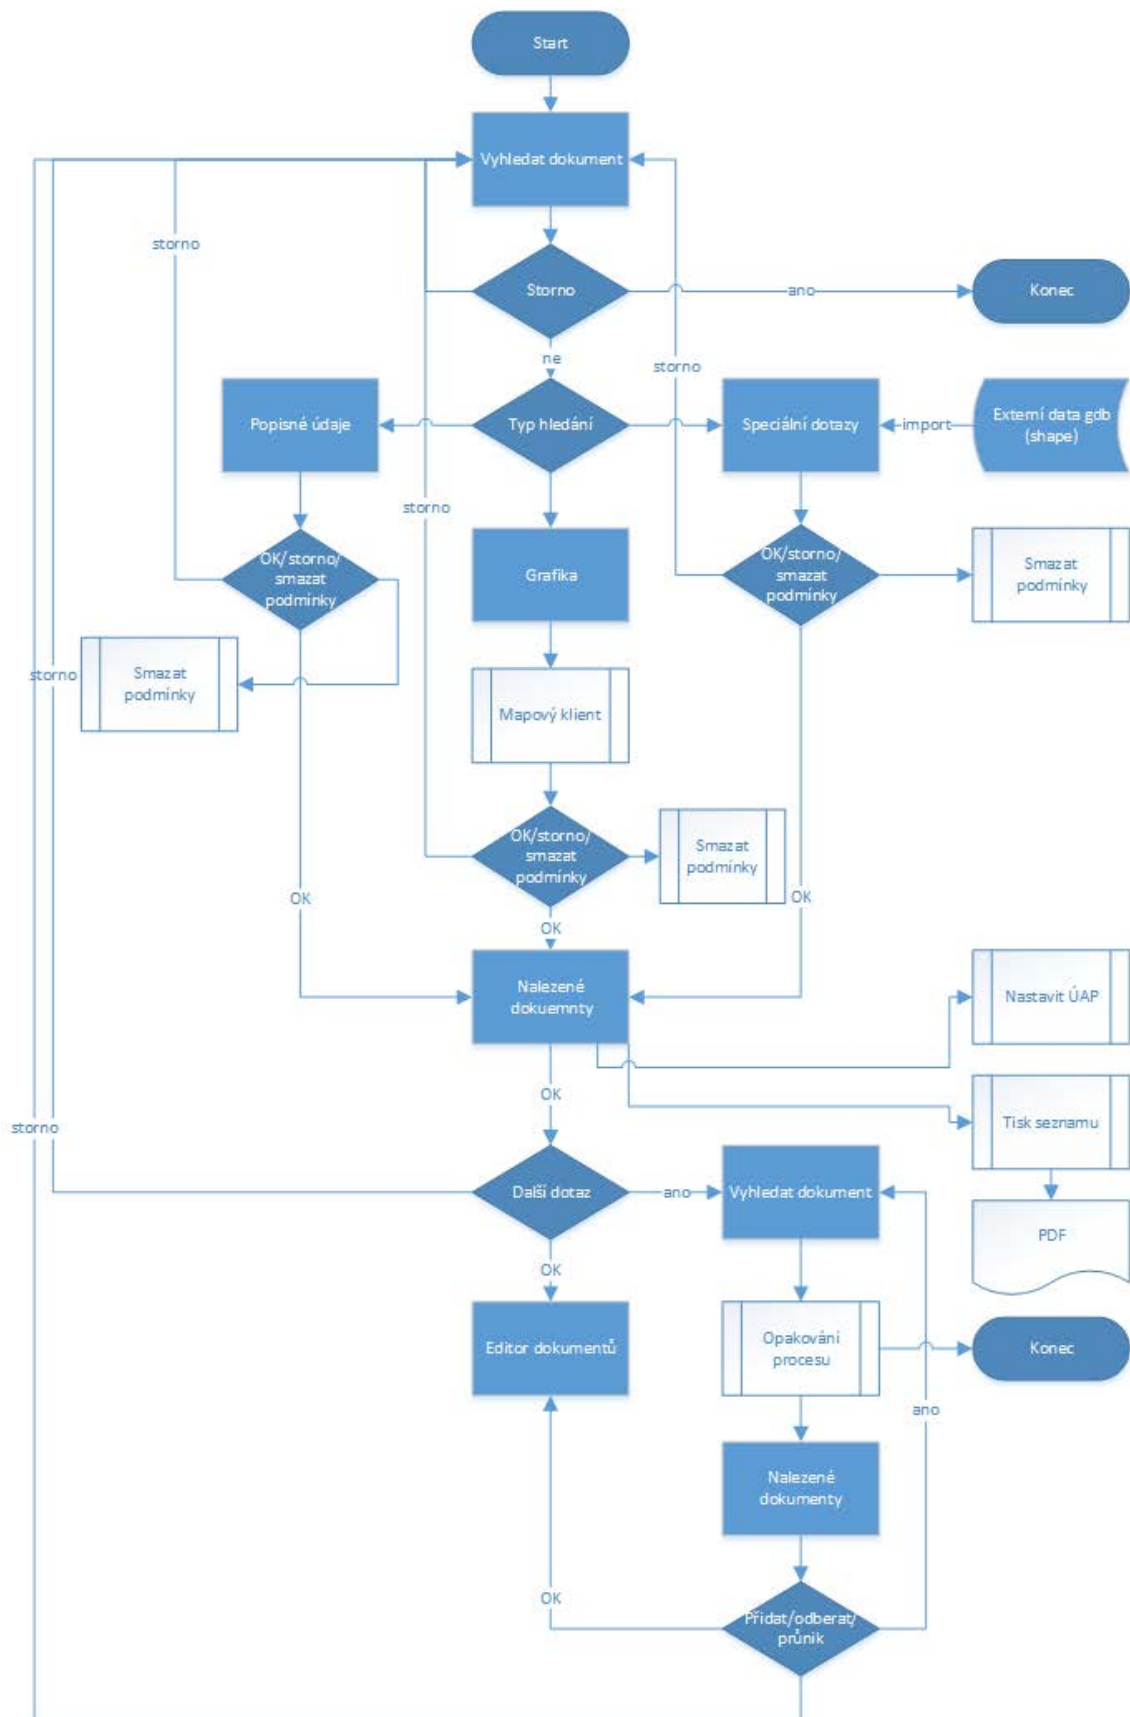 Start
Vyhledat dokument
storno
Storno
ano
Konec
ne
storno
Popisné údaje
Typ hledání
Speciální dotazy
import
Externí data gdb
(shape)
storno
OK/storno/
smazat
podmínky
Grafika
OK/storno/
smazat
podmínky
Smazat
podmínky
storno
Smazat
podmínky
Mapový klient
OK/storno/
smazat
podmínky
Smazat
podmínky
OK
OK
OK
Nalezené
dokuemnty
Nastavit ÚAP
OK
Tisk seznamu
storno
Další dotaz
ano
Vyhledat dokument
PDF
OK
Editor dokumentů
Opakování
procesu
Konec
ano
Nalezené
dokumenty
OK
Přidat/odberat/
průnik